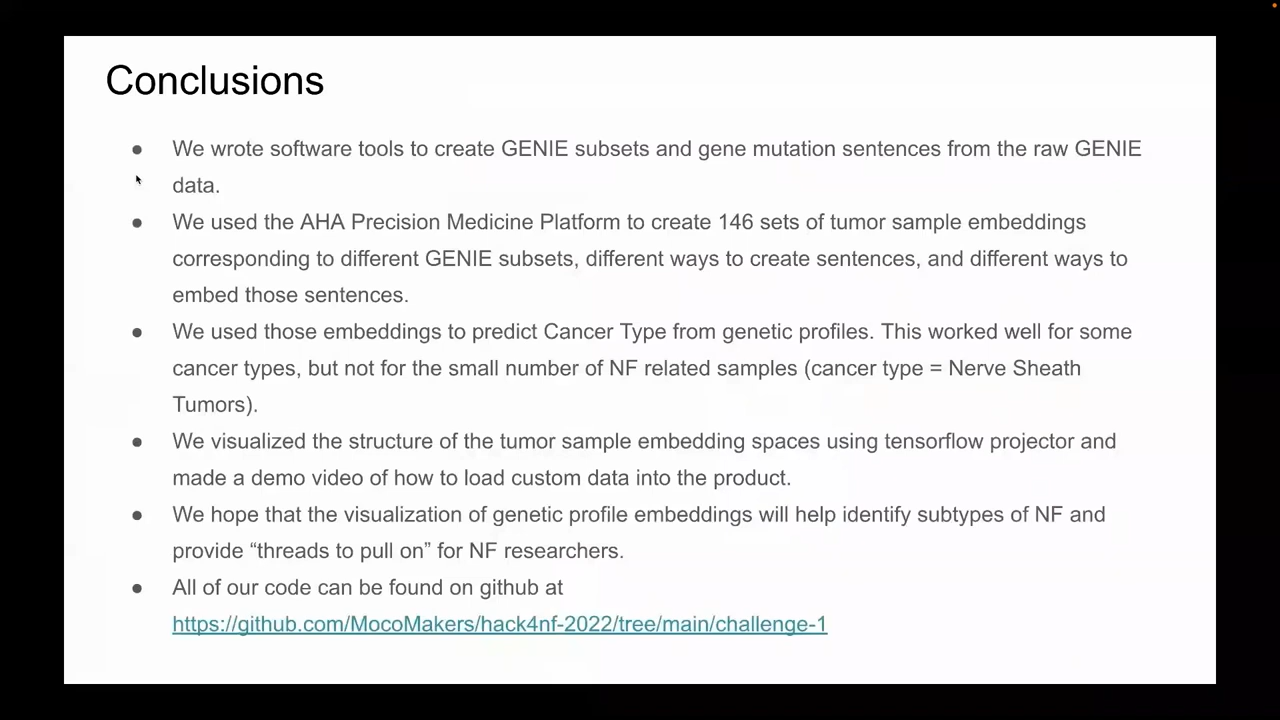 Conclusions
● We wrote software tools to create GENIE subsets and gene mutation sentences from the raw GENIE
data.
● We used the AHA Precision Medicine Platform to create 146 sets of tumor sample embeddings
corresponding to different GENIE subsets, different ways to create sentences, and different ways to
embed those sentences.
● We used those embeddings to predict Cancer Type from genetic profiles. This worked well for some
cancer types, but not for the small number of NF related samples (cancer type = Nerve Sheath
Tumors).
● We visualized the structure of the tumor sample embedding spaces using tensorflow projector and
made a demo video of how to load custom data into the product.
● We hope that the visualization of genetic profile embeddings will help identify subtypes of NF and
provide “threads to pull on” for NF researchers.
● All of our code can be found on github at
https://github.com/MocoMakers/hack4nf-2022/tree/main/challenge-1